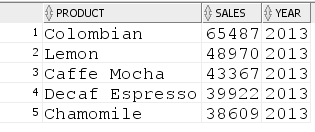 PRODUCT SALES YEAR
1 Colombian 65487 2013
2 Lemon 48970 2013
3 Caffe Mocha 43367 2013
4 Decaf Espresso 39922 2013
5 Chamomile 38609 2013